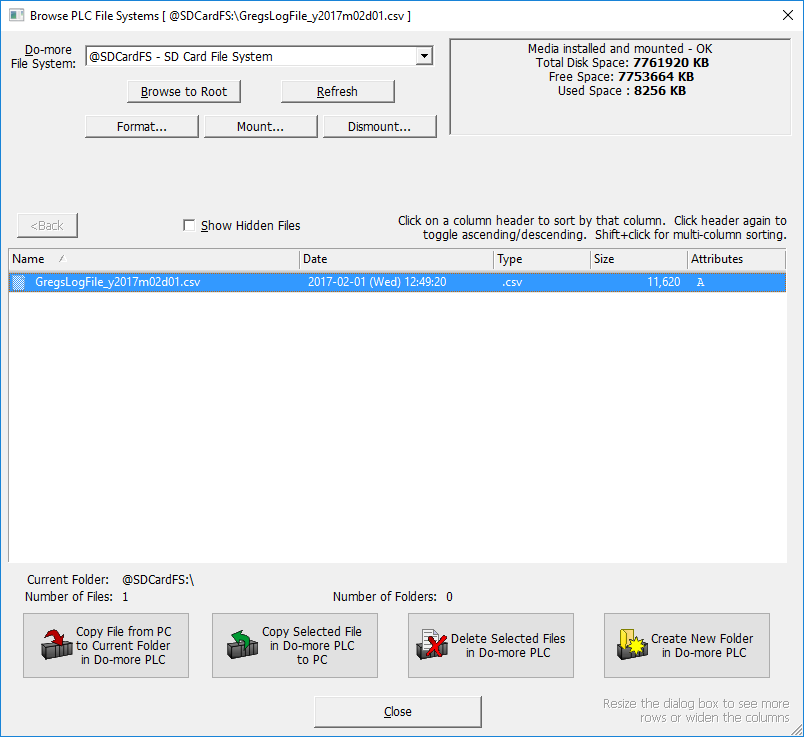 Browse PLC File Systems [ @SDCardFS:\GregsLogFile_y2017m02d01.csv ]
Do-more
File System:
@SDCardFS - SD Card File System
Media installed and mounted - OK
Total Disk Space: 7761920 KB
Free Space: 7753664 KB
Used Space : 8256 KB
Browse to Root
Refresh
Format...
Mount...
Dismount...
<Back
Show Hidden Files
Click on a column header to sort by that column. Click header again to
toggle ascending/descending. Shift+click for multi-column sorting.
Name Date Type Size Attributes
GregsLogFile_y2017m02d01.csv 2017-02-01 (Wed) 12:49:20 .csv 11,620 A
Current Folder: @SDCardFS:\
Number of Files: 1 Number of Folders: 0
Copy File from PC
to Current Folder
in Do-more PLC
Copy Selected File
in Do-more PLC
to PC
Delete Selected Files
in Do-more PLC
Create New Folder
in Do-more PLC
Close
Resize the dialog box to see more
rows or widen the columns